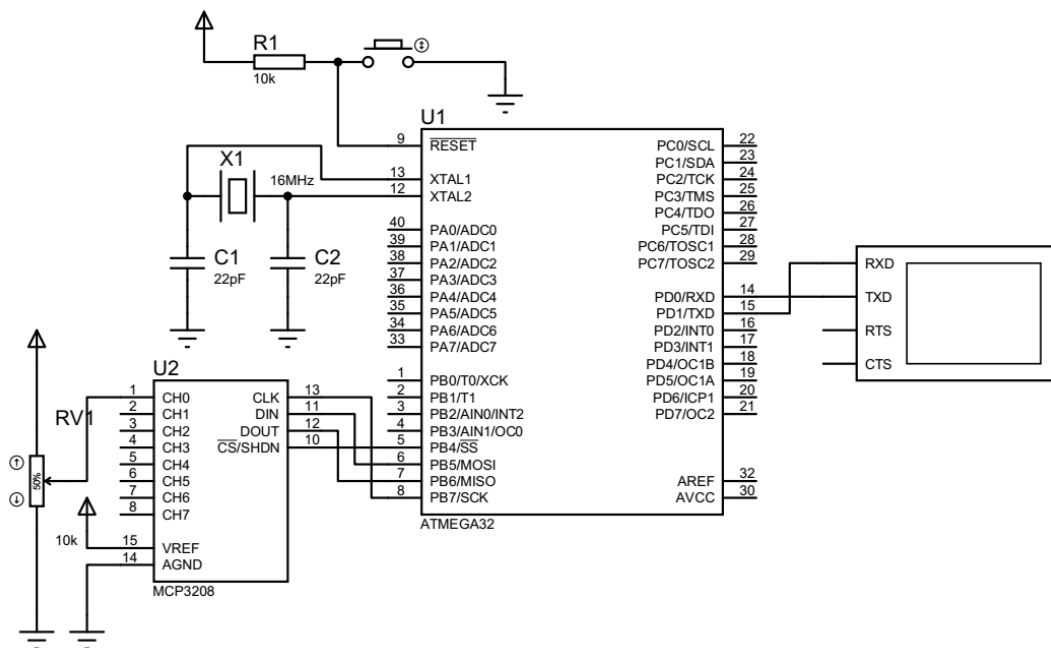 R1
10k
U1
9
RESET
13
XTAL1
12
XTAL2
40
PA0/ADC0
39
PA1/ADC1
38
PA2/ADC2
37
PA3/ADC3
36
PA4/ADC4
35
PA5/ADC5
34
PA6/ADC6
33
PA7/ADC7
1
PB0/T0/XCK
2
PB1/T1
3
PB2/AIN0/INT2
4
PB3/AIN1/OC0
5
PB4/SS
6
PB5/MOSI
7
PB6/MISO
8
PB7/SCK
PC0/SCL
22
PC1/SDA
23
PC2/TCK
24
PC3/TMS
25
PC4/TDO
26
PC5/TDI
27
PC6/TOSC1
28
PC7/TOSC2
29
PD0/RXD
14
PD1/TXD
15
PD2/INT0
16
PD3/INT1
17
PD4/OC1B
18
PD5/OC1A
19
PD6/ICP1
20
PD7/OC2
21
AREF
32
AVCC
30
ATMEGA32
X1
16MHz
C1
22pF
C2
22pF
RXD
TXD
RTS
CTS
U2
1
CH0
2
CH1
3
CH2
4
CH3
5
CH4
6
CH5
7
CH6
8
CH7
15
VREF
14
AGND
CLK
13
DIN
11
DOUT
12
CS/SHDN
10
MCP3208
RV1
50%
10k